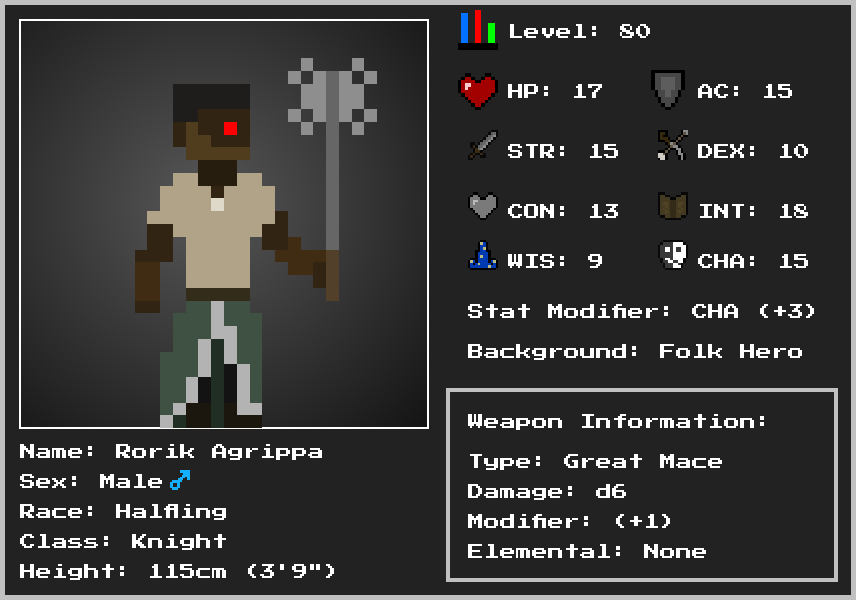 Level: 80
HP: 17
AC: 15
STR: 15
DEX: 10
CON: 13
INT: 18
WIS: 9
CHA: 15
Stat Modifier: CHA (+3)
Background: Folk Hero
Weapon Information:
Type: Great Mace
Damage: d6
Modifier: (+1)
Elemental: None
Name: Rorik Agrippa
Sex: Male ♂
Race: Halfling
Class: Knight
Height: 115cm (3'9")